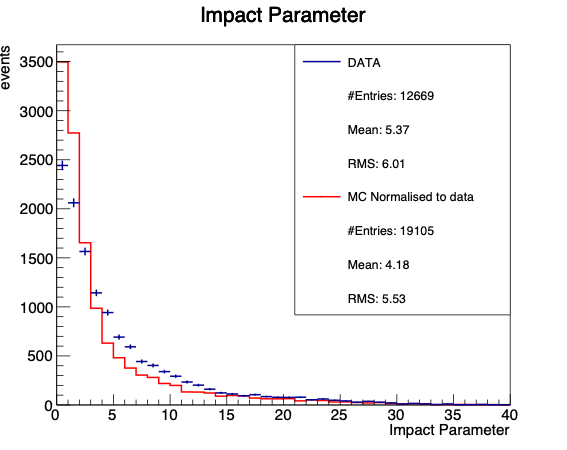 Impact Parameter
events
3500
3000
2500
2000
1500
1000
500
0
DATA
#Entries: 12669
Mean: 5.37
RMS: 6.01
MC Normalised to data
#Entries: 19105
Mean: 4.18
RMS: 5.53
0 5 10 15 20 25 30 35 40
Impact Parameter